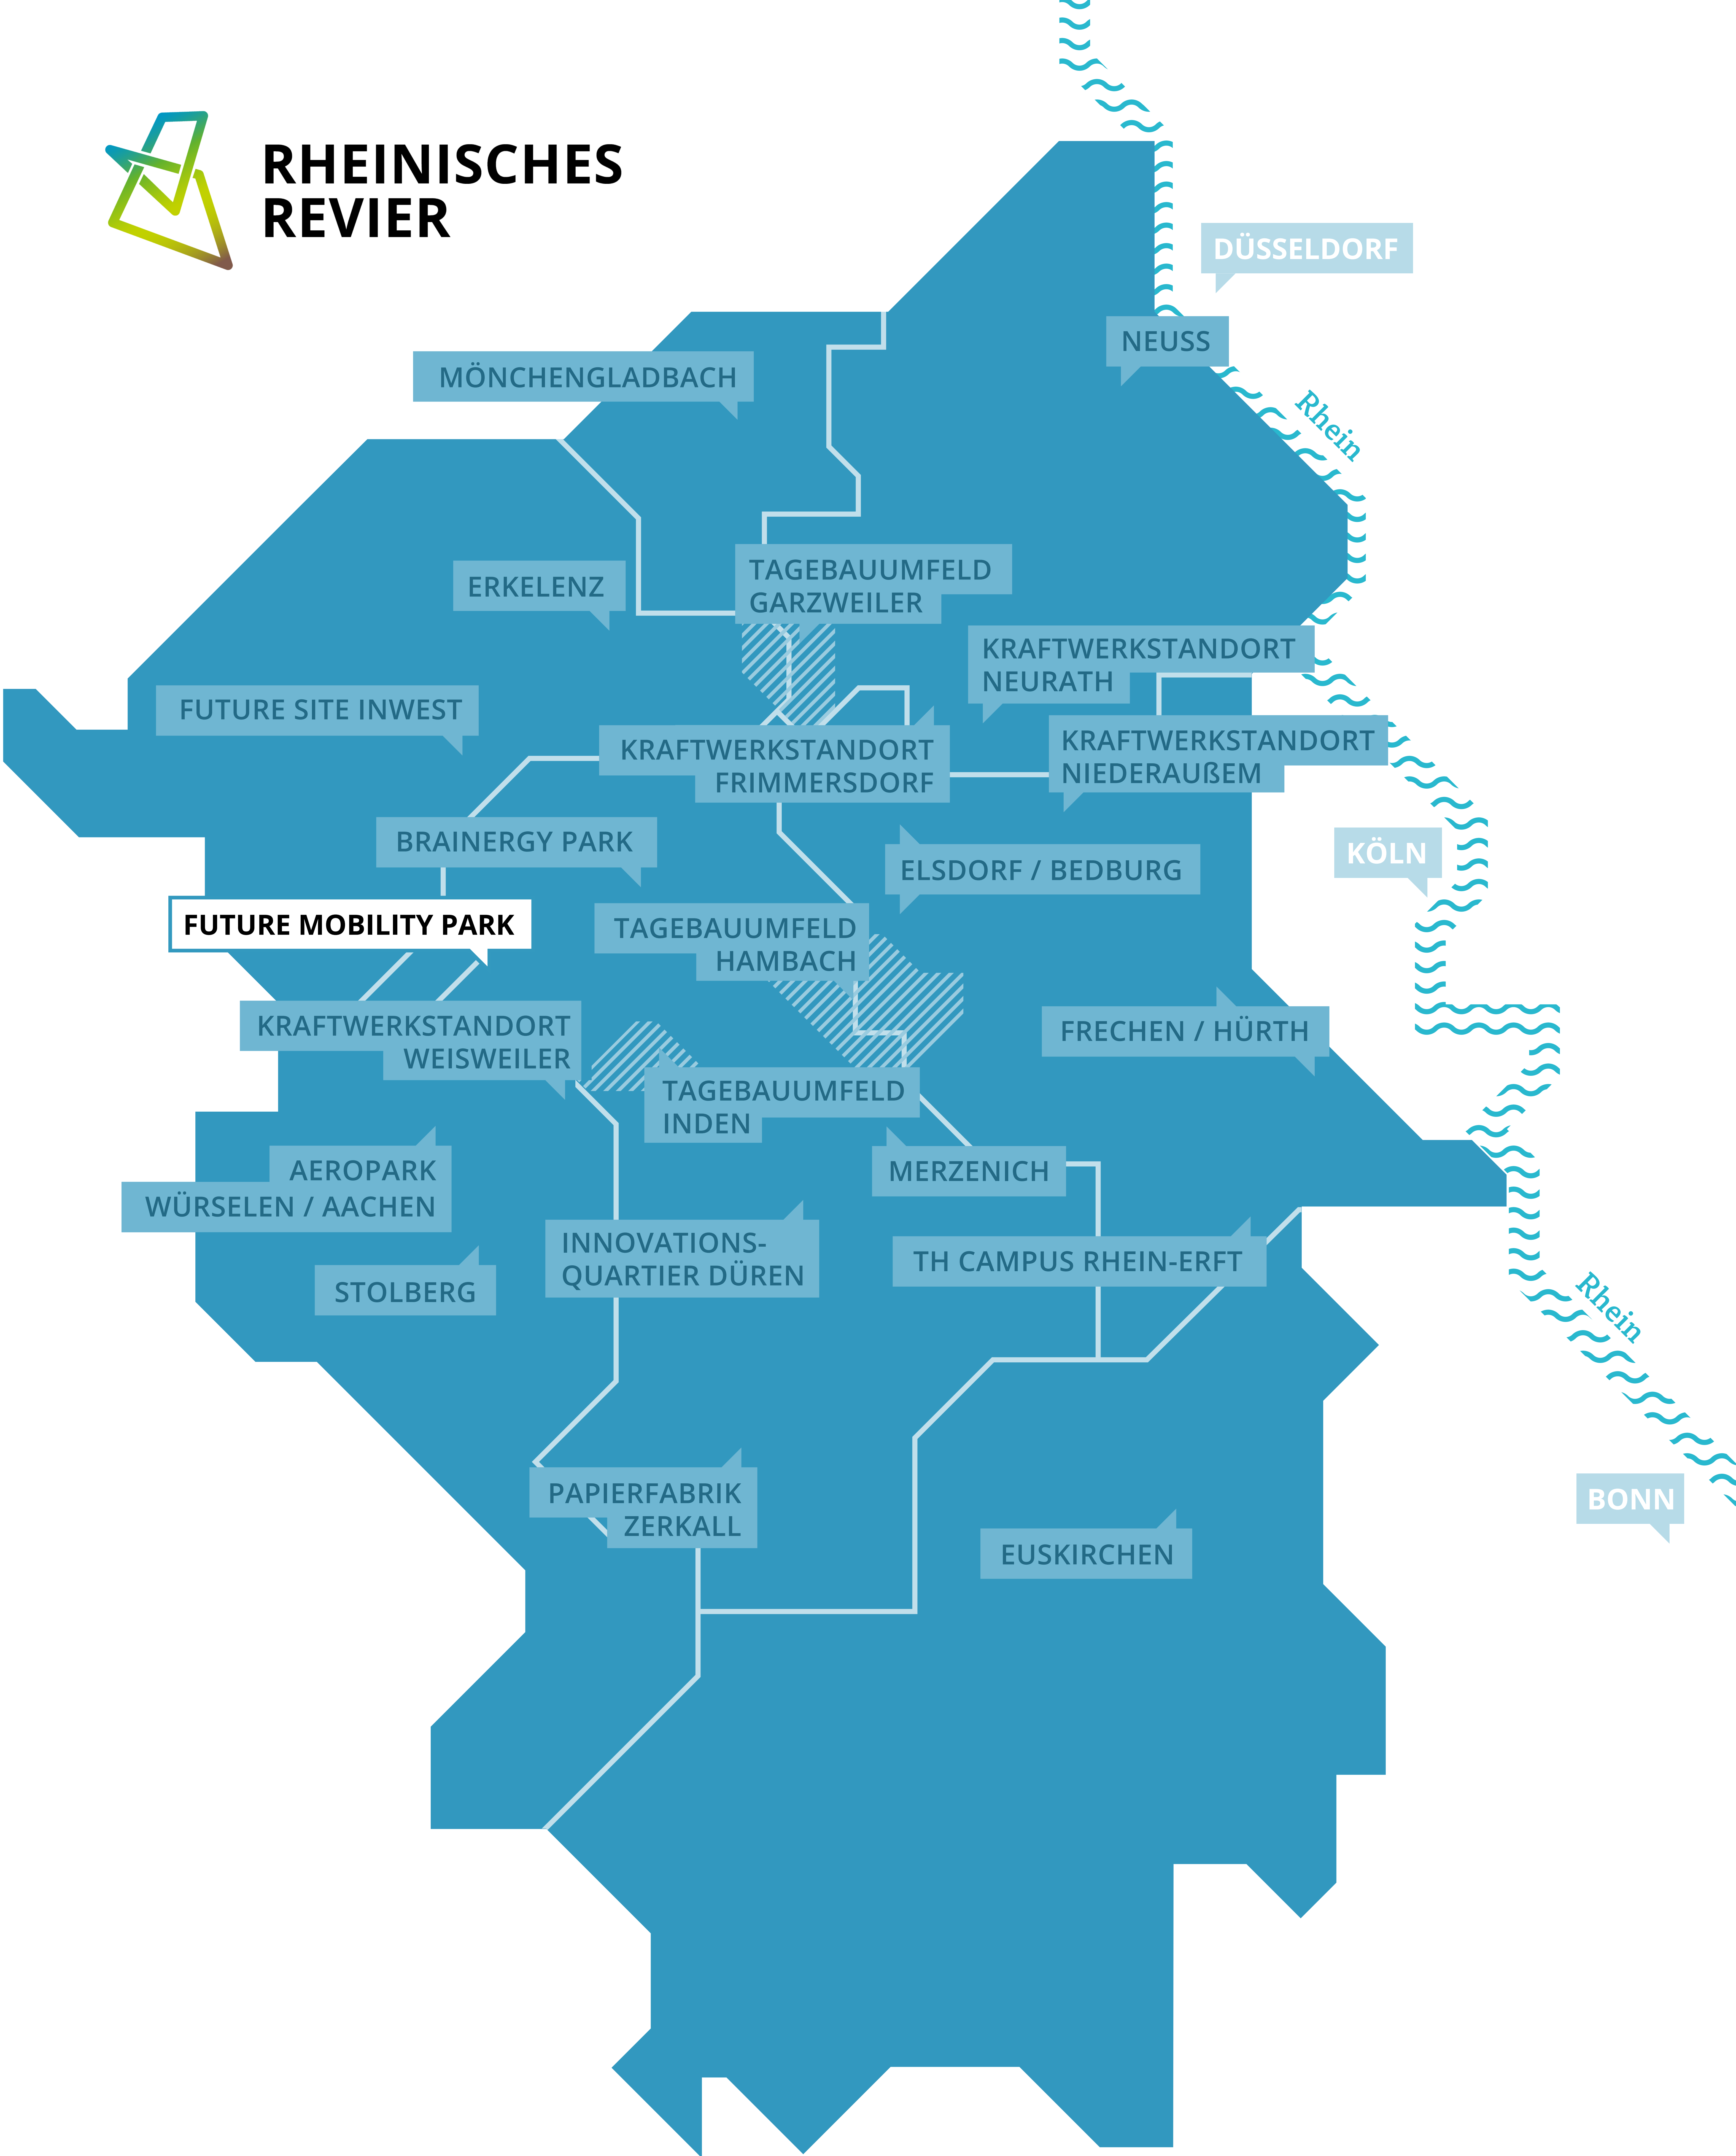 RHEINISCHES
REVIER
DÜSSELDORF
NEUSS
MÖNCHENGLADBACH
Rhein
TAGEBAUUMFELD
GARZWEILER
ERKELENZ
KRAFTWERKSTANDORT
NEURATH
FUTURE SITE INWEST
KRAFTWERKSTANDORT
FRIMMERSDORF
KRAFTWERKSTANDORT
NIEDERAUßEM
BRAINERGY PARK
KÖLN
ELSDORF / BEDBURG
FUTURE MOBILITY PARK
TAGEBAUUMFELD
HAMBACH
KRAFTWERKSTANDORT
WEISWEILER
FRECHEN / HÜRTH
TAGEBAUUMFELD
INDEN
AEROPARK
WÜRSELEN / AACHEN
MERZENICH
INNOVATIONS-
QUARTIER DÜREN
TH CAMPUS RHEIN-ERFT
STOLBERG
Rhein
PAPIERFABRIK
ZERKALL
BONN
EUSKIRCHEN